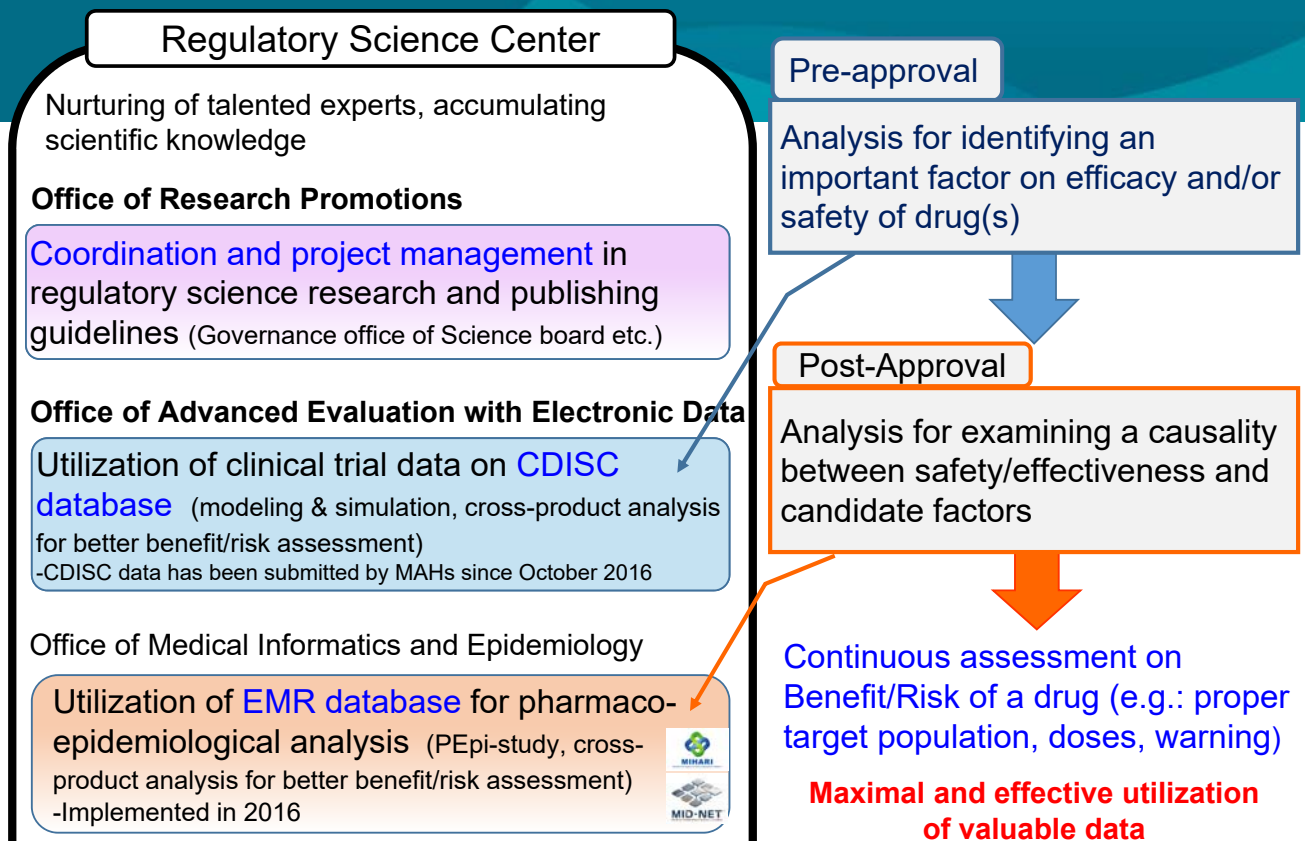 Regulatory Science Center
Nurturing of talented experts, accumulating
scientific knowledge
Office of Research Promotions
Coordination and project management in
regulatory science research and publishing
guidelines (Governance office of Science board etc.)
Office of Advanced Evaluation with Electronic Data
Utilization of clinical trial data on CDISC
database (modeling & simulation, cross-product analysis
for better benefit/risk assessment)
-CDISC data has been submitted by MAHs since October 2016
Office of Medical Informatics and Epidemiology
Utilization of EMR database for pharmaco-
epidemiological analysis (PEpi-study, cross-
product analysis for better benefit/risk assessment)
-Implemented in 2016
MIHARI
MID-NET
Pre-approval
Analysis for identifying an
important factor on efficacy and/or
safety of drug(s)
Post-Approval
Analysis for examining a causality
between safety/effectiveness and
candidate factors
Continuous assessment on
Benefit/Risk of a drug (e.g.: proper
target population, doses, warning)
Maximal and effective utilization
of valuable data